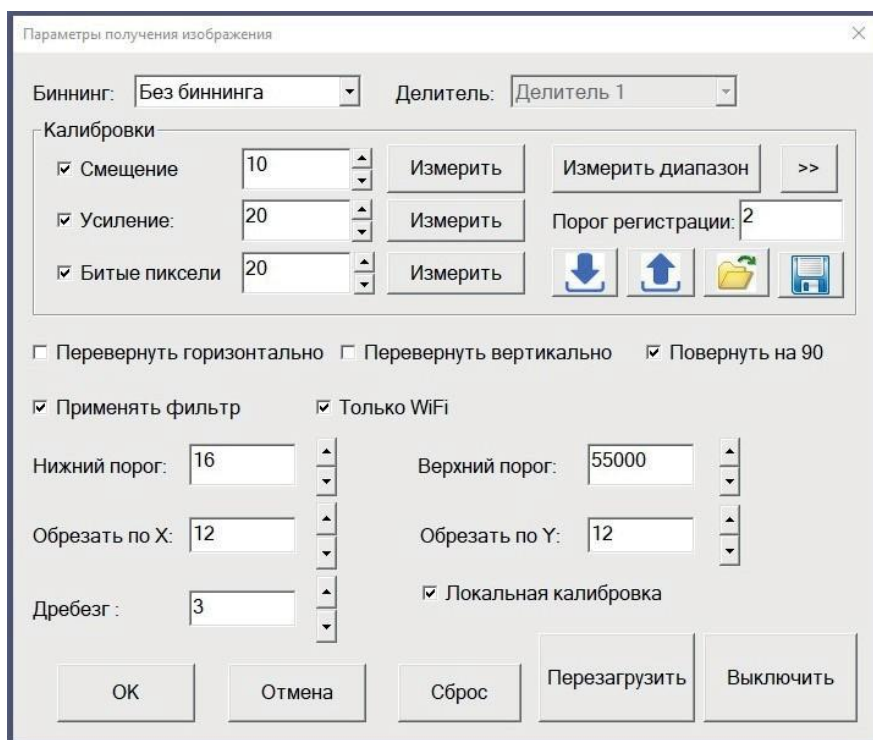 Параметры получения изображения
Биннинг: Без биннинга Делитель: Делитель 1
Калибровки
Смещение 10 Измерить Измерить диапазон >>
Усиление: 20 Измерить Порог регистрации: 2
Битые пиксели 20 Измерить
Перевернуть горизонтально Перевернуть вертикально Повернуть на 90
Применять фильтр Только WiFi
Нижний порог: 16 Верхний порог: 55000
Обрезать по X: 12 Обрезать по Y: 12
Дребезг : 3 Локальная калибровка
OK Отмена Сброс Перезагрузить Выключить